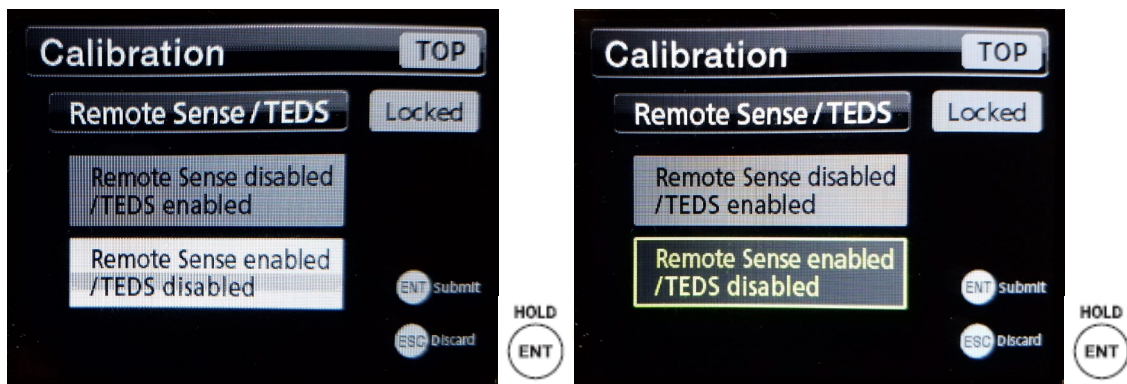 Calibration TOP
Remote Sense / TEDS Locked
Remote Sense disabled
/TEDS enabled
Remote Sense enabled
/TEDS disabled
ENT Submit
ESC Discard
HOLD
ENT
Calibration TOP
Remote Sense / TEDS Locked
Remote Sense disabled
/TEDS enabled
Remote Sense enabled
/TEDS disabled
ENT Submit
ESC Discard
HOLD
ENT